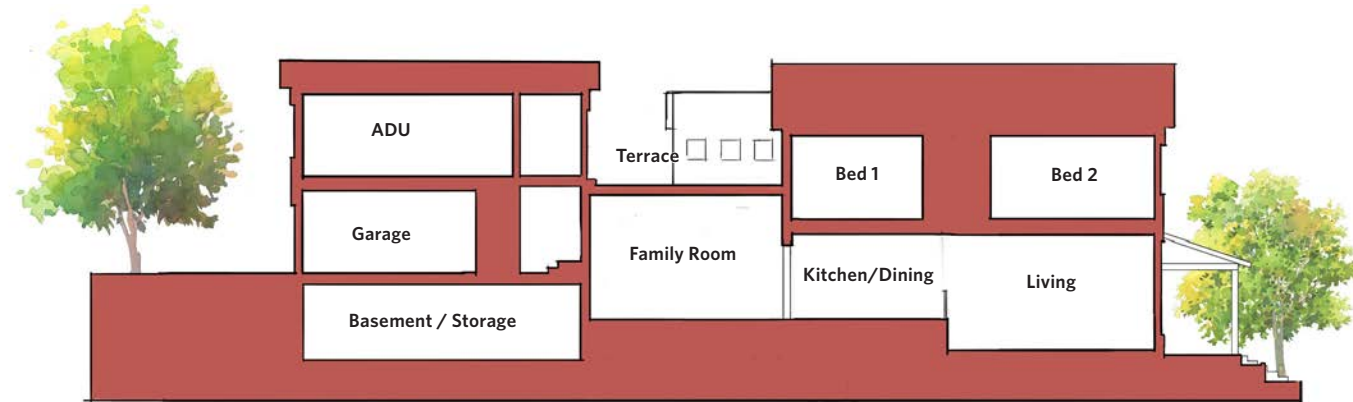 ADU
Terrace
Bed 1
Bed 2
Garage
Family Room
Kitchen/Dining
Living
Basement / Storage